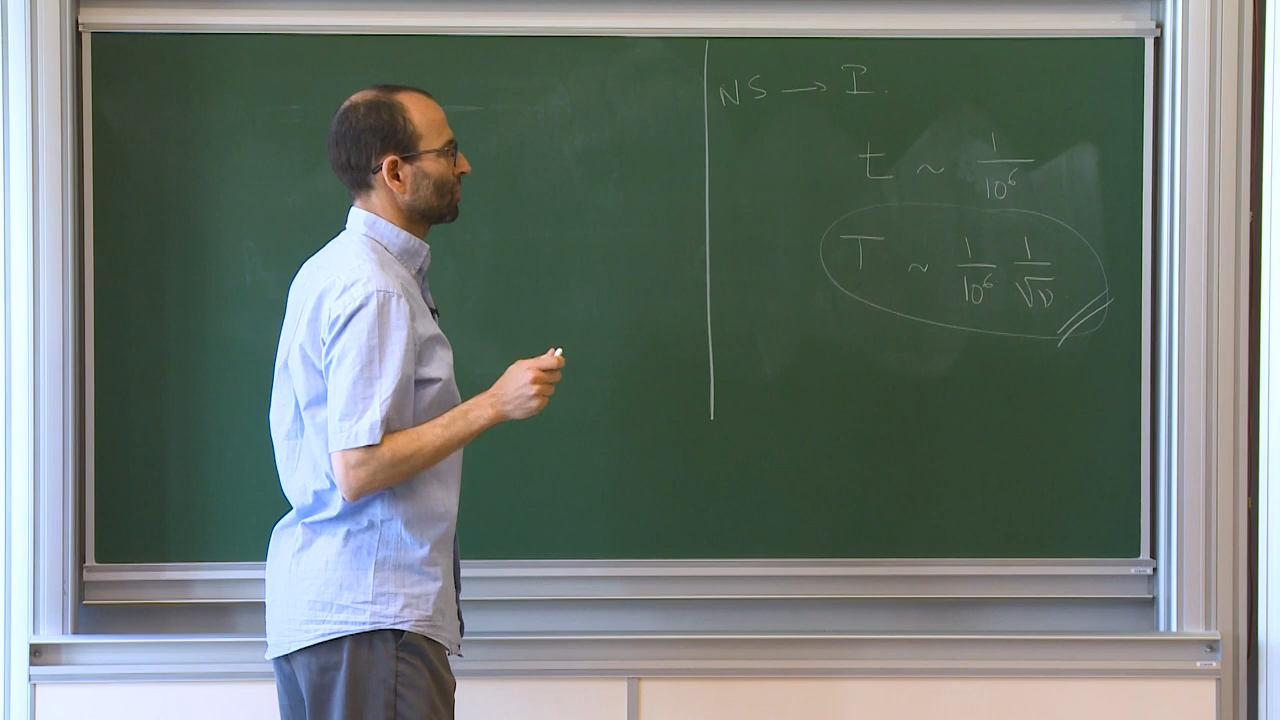 NS → I.
t ~ 1/10⁶
T ~ 1/10⁶ 1/√ν